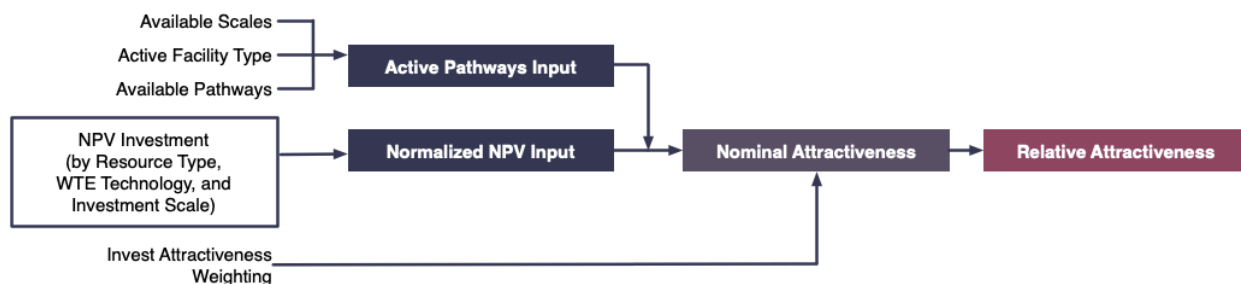 Available Scales
Active Facility Type
Available Pathways
Active Pathways Input
NPV Investment
(by Resource Type,
WTE Technology, and
Investment Scale)
Normalized NPV Input
Nominal Attractiveness
Relative Attractiveness
Invest Attractiveness
Weighting